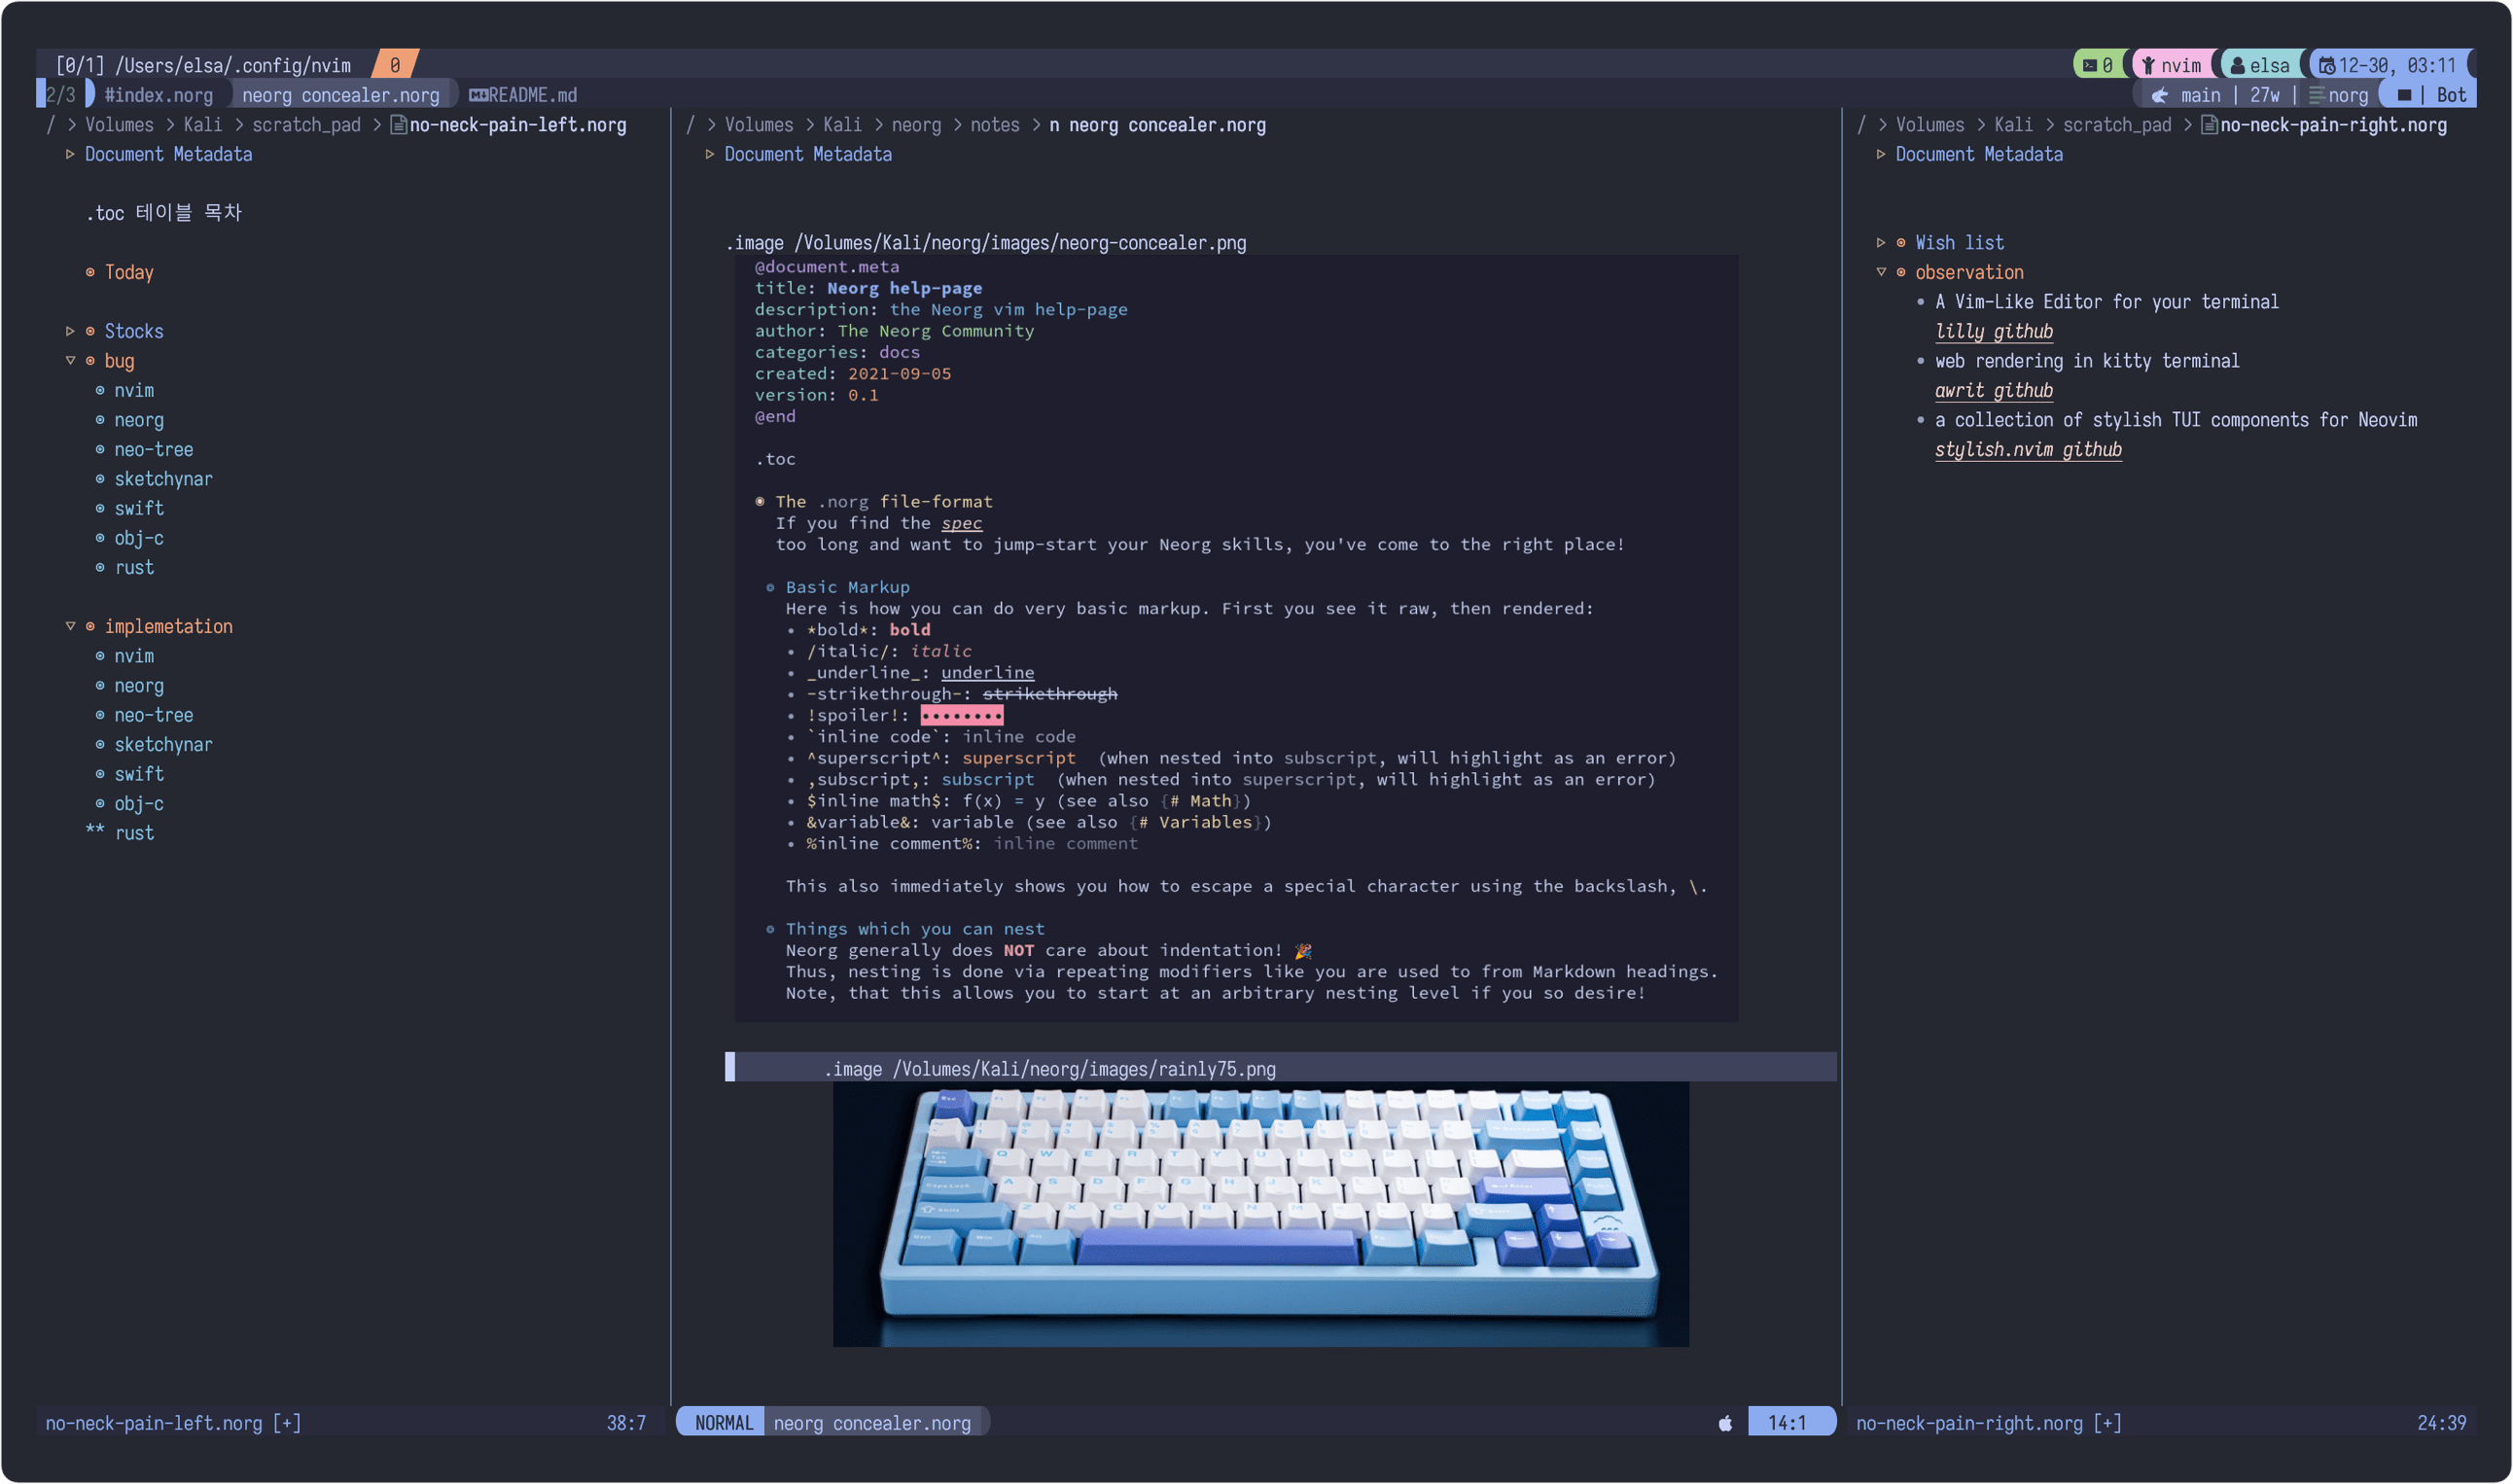 [0/1] /Users/elsa/.config/nvim 0 0 nvim elsa 12-30, 03:11
2/3 #index.norg neorg concealer.norg README.md main | 27w | norg | Bot
/ > Volumes > Kali > scratch_pad > no-neck-pain-left.norg
Document Metadata
.toc 테이블 목차
Today
Stocks
bug
nvim
neorg
neo-tree
sketchynar
swift
obj-c
rust
implemetation
nvim
neorg
neo-tree
sketchynar
swift
obj-c
** rust
no-neck-pain-left.norg [+] 38:7
/ > Volumes > Kali > neorg > notes > n neorg concealer.norg
Document Metadata
.image /Volumes/Kali/neorg/images/neorg-concealer.png
@document.meta
title: Neorg help-page
description: the Neorg vim help-page
author: The Neorg Community
categories: docs
created: 2021-09-05
version: 0.1
@end
.toc
The .norg file-format
If you find the spec
too long and want to jump-start your Neorg skills, you've come to the right place!
Basic Markup
Here is how you can do very basic markup. First you see it raw, then rendered:
• *bold*: bold
• /italic/: italic
• _underline_: underline
• -strikethrough-: strikethrough
• !spoiler!: ••••••••
• `inline code`: inline code
• ^superscript^: superscript (when nested into subscript, will highlight as an error)
• ,subscript,: subscript (when nested into superscript, will highlight as an error)
• $inline math$: f(x) = y (see also {# Math})
• &variable&: variable (see also {# Variables})
• %inline comment%: inline comment
This also immediately shows you how to escape a special character using the backslash, \.
Things which you can nest
Neorg generally does NOT care about indentation! 🎉
Thus, nesting is done via repeating modifiers like you are used to from Markdown headings.
Note, that this allows you to start at an arbitrary nesting level if you so desire!
.image /Volumes/Kali/neorg/images/rainly75.png
Q W E R T Y U
A S D F G H J K L
Z X C V B N M
NORMAL neorg concealer.norg 14:1
/ > Volumes > Kali > scratch_pad > no-neck-pain-right.norg
Document Metadata
Wish list
observation
• A Vim-Like Editor for your terminal
lilly github
• web rendering in kitty terminal
awrit github
• a collection of stylish TUI components for Neovim
stylish.nvim github
no-neck-pain-right.norg [+] 24:39